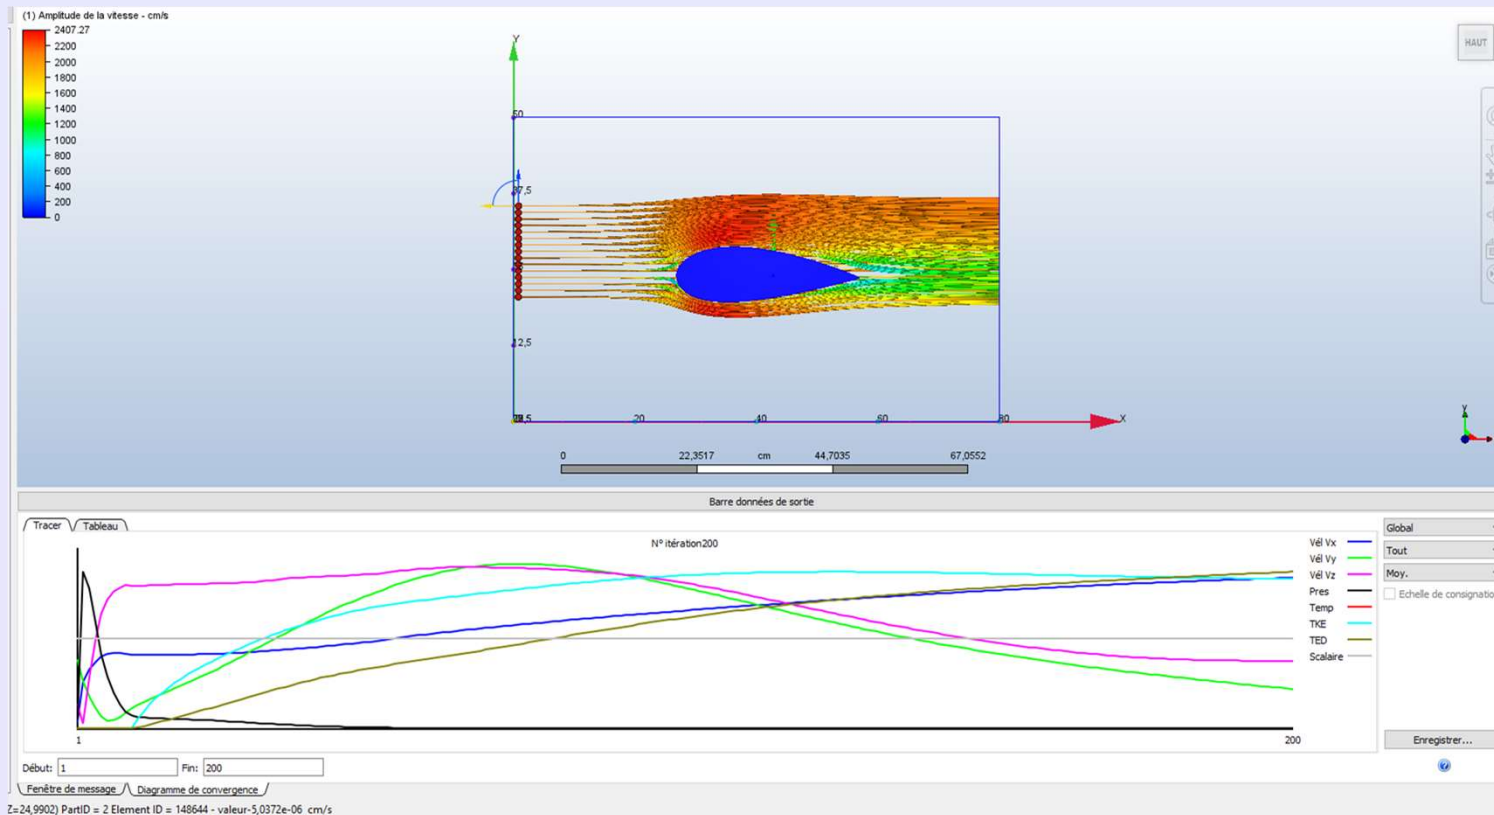 (1) Amplitude de la vitesse - cm/s
2407.27
2200
2000
1800
1600
1400
1200
1000
800
600
400
200
0
HAUT
Y
50
37,5
12,5
20
40
60
80
X
Y
0 22,3517 cm 44,7035 67,0552
Barre données de sortie
Tracer Tableau
N° itération200
Vél Vx
Vél Vy
Vél Vz
Pres
Temp
TKE
TED
Scalaire
1 200
Global
Tout
Moy.
Echelle de consignatio
Enregistrer...
Début: 1 Fin: 200
Fenêtre de message Diagramme de convergence
Z=24,9902) PartID = 2 Element ID = 148644 - valeur-5,0372e-06 cm/s